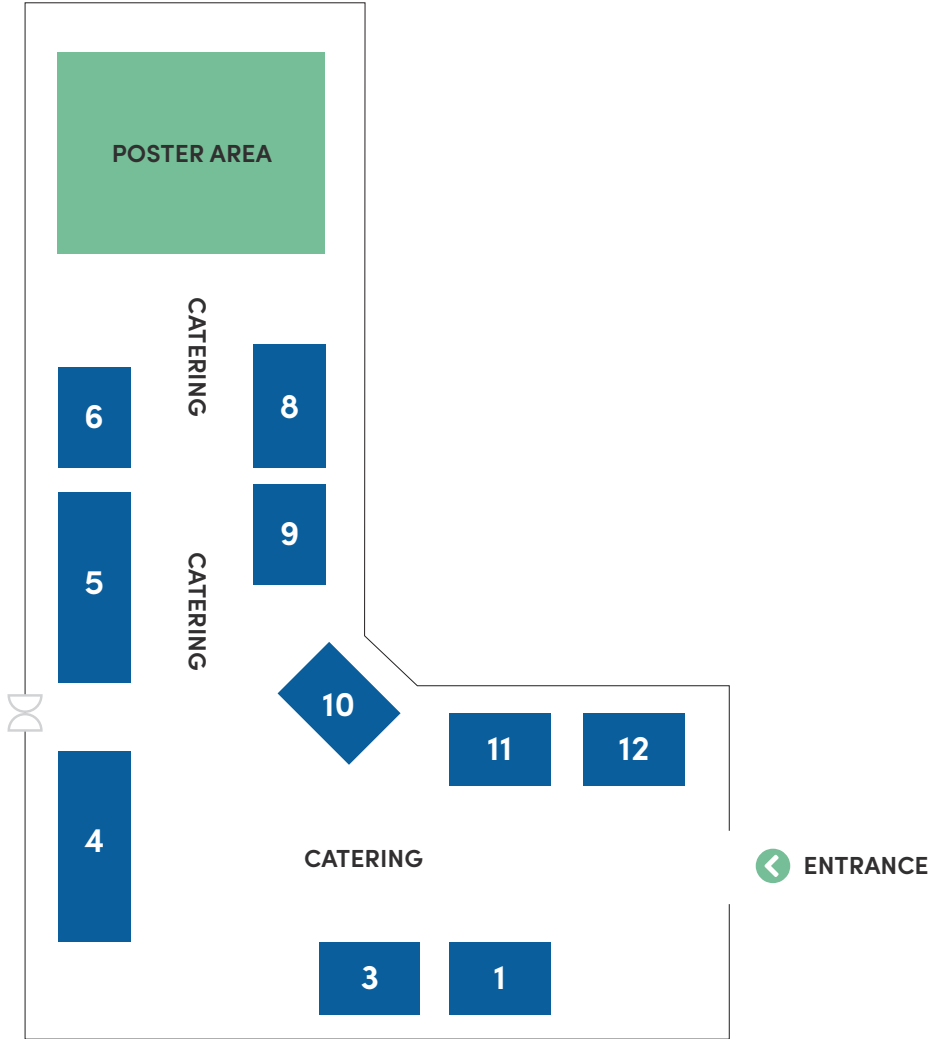 POSTER AREA
CATERING
6
8
5
9
CATERING
10
11
12
4
CATERING
ENTRANCE
3
1